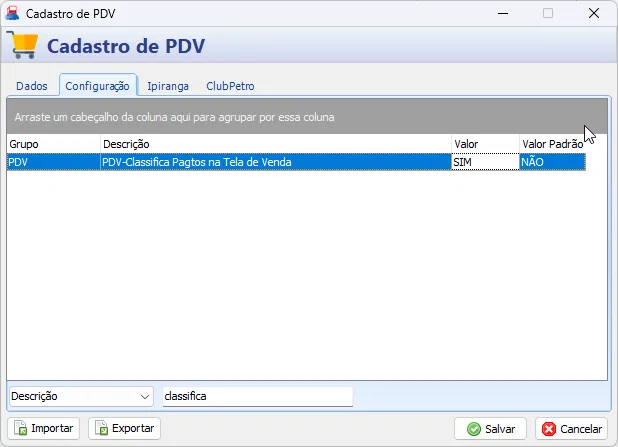 Cadastro de PDV
Cadastro de PDV
Dados Configuração Ipiranga ClubPetro
Arraste um cabeçalho da coluna aqui para agrupar por essa coluna
Grupo Descrição Valor Valor Padrão
PDV PDV-Classifica Pagtos na Tela de Venda SIM NÃO
Descrição classifica
Importar Exportar Salvar Cancelar